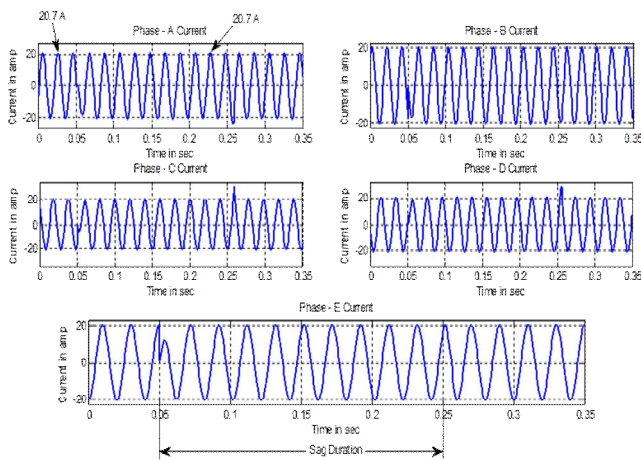 20.7 A
20.7 A
Phase - A Current
Phase - B Current
Current in amp
20
0
-20
0 0.05 0.1 0.15 0.2 0.25 0.3 0.35
Time in sec
Current in amp
20
0
-20
0 0.05 0.1 0.15 0.2 0.25 0.3 0.35
Time in sec
Phase - C Current
Phase - D Current
Current in amp
20
0
-20
0 0.05 0.1 0.15 0.2 0.25 0.3 0.35
Time in sec
Current in amp
20
0
-20
0 0.05 0.1 0.15 0.2 0.25 0.3 0.35
Time in sec
Phase - E Current
Current in amp
20
0
-20
0 0.05 0.1 0.15 0.2 0.25 0.3 0.35
Time in sec
Sag Duration